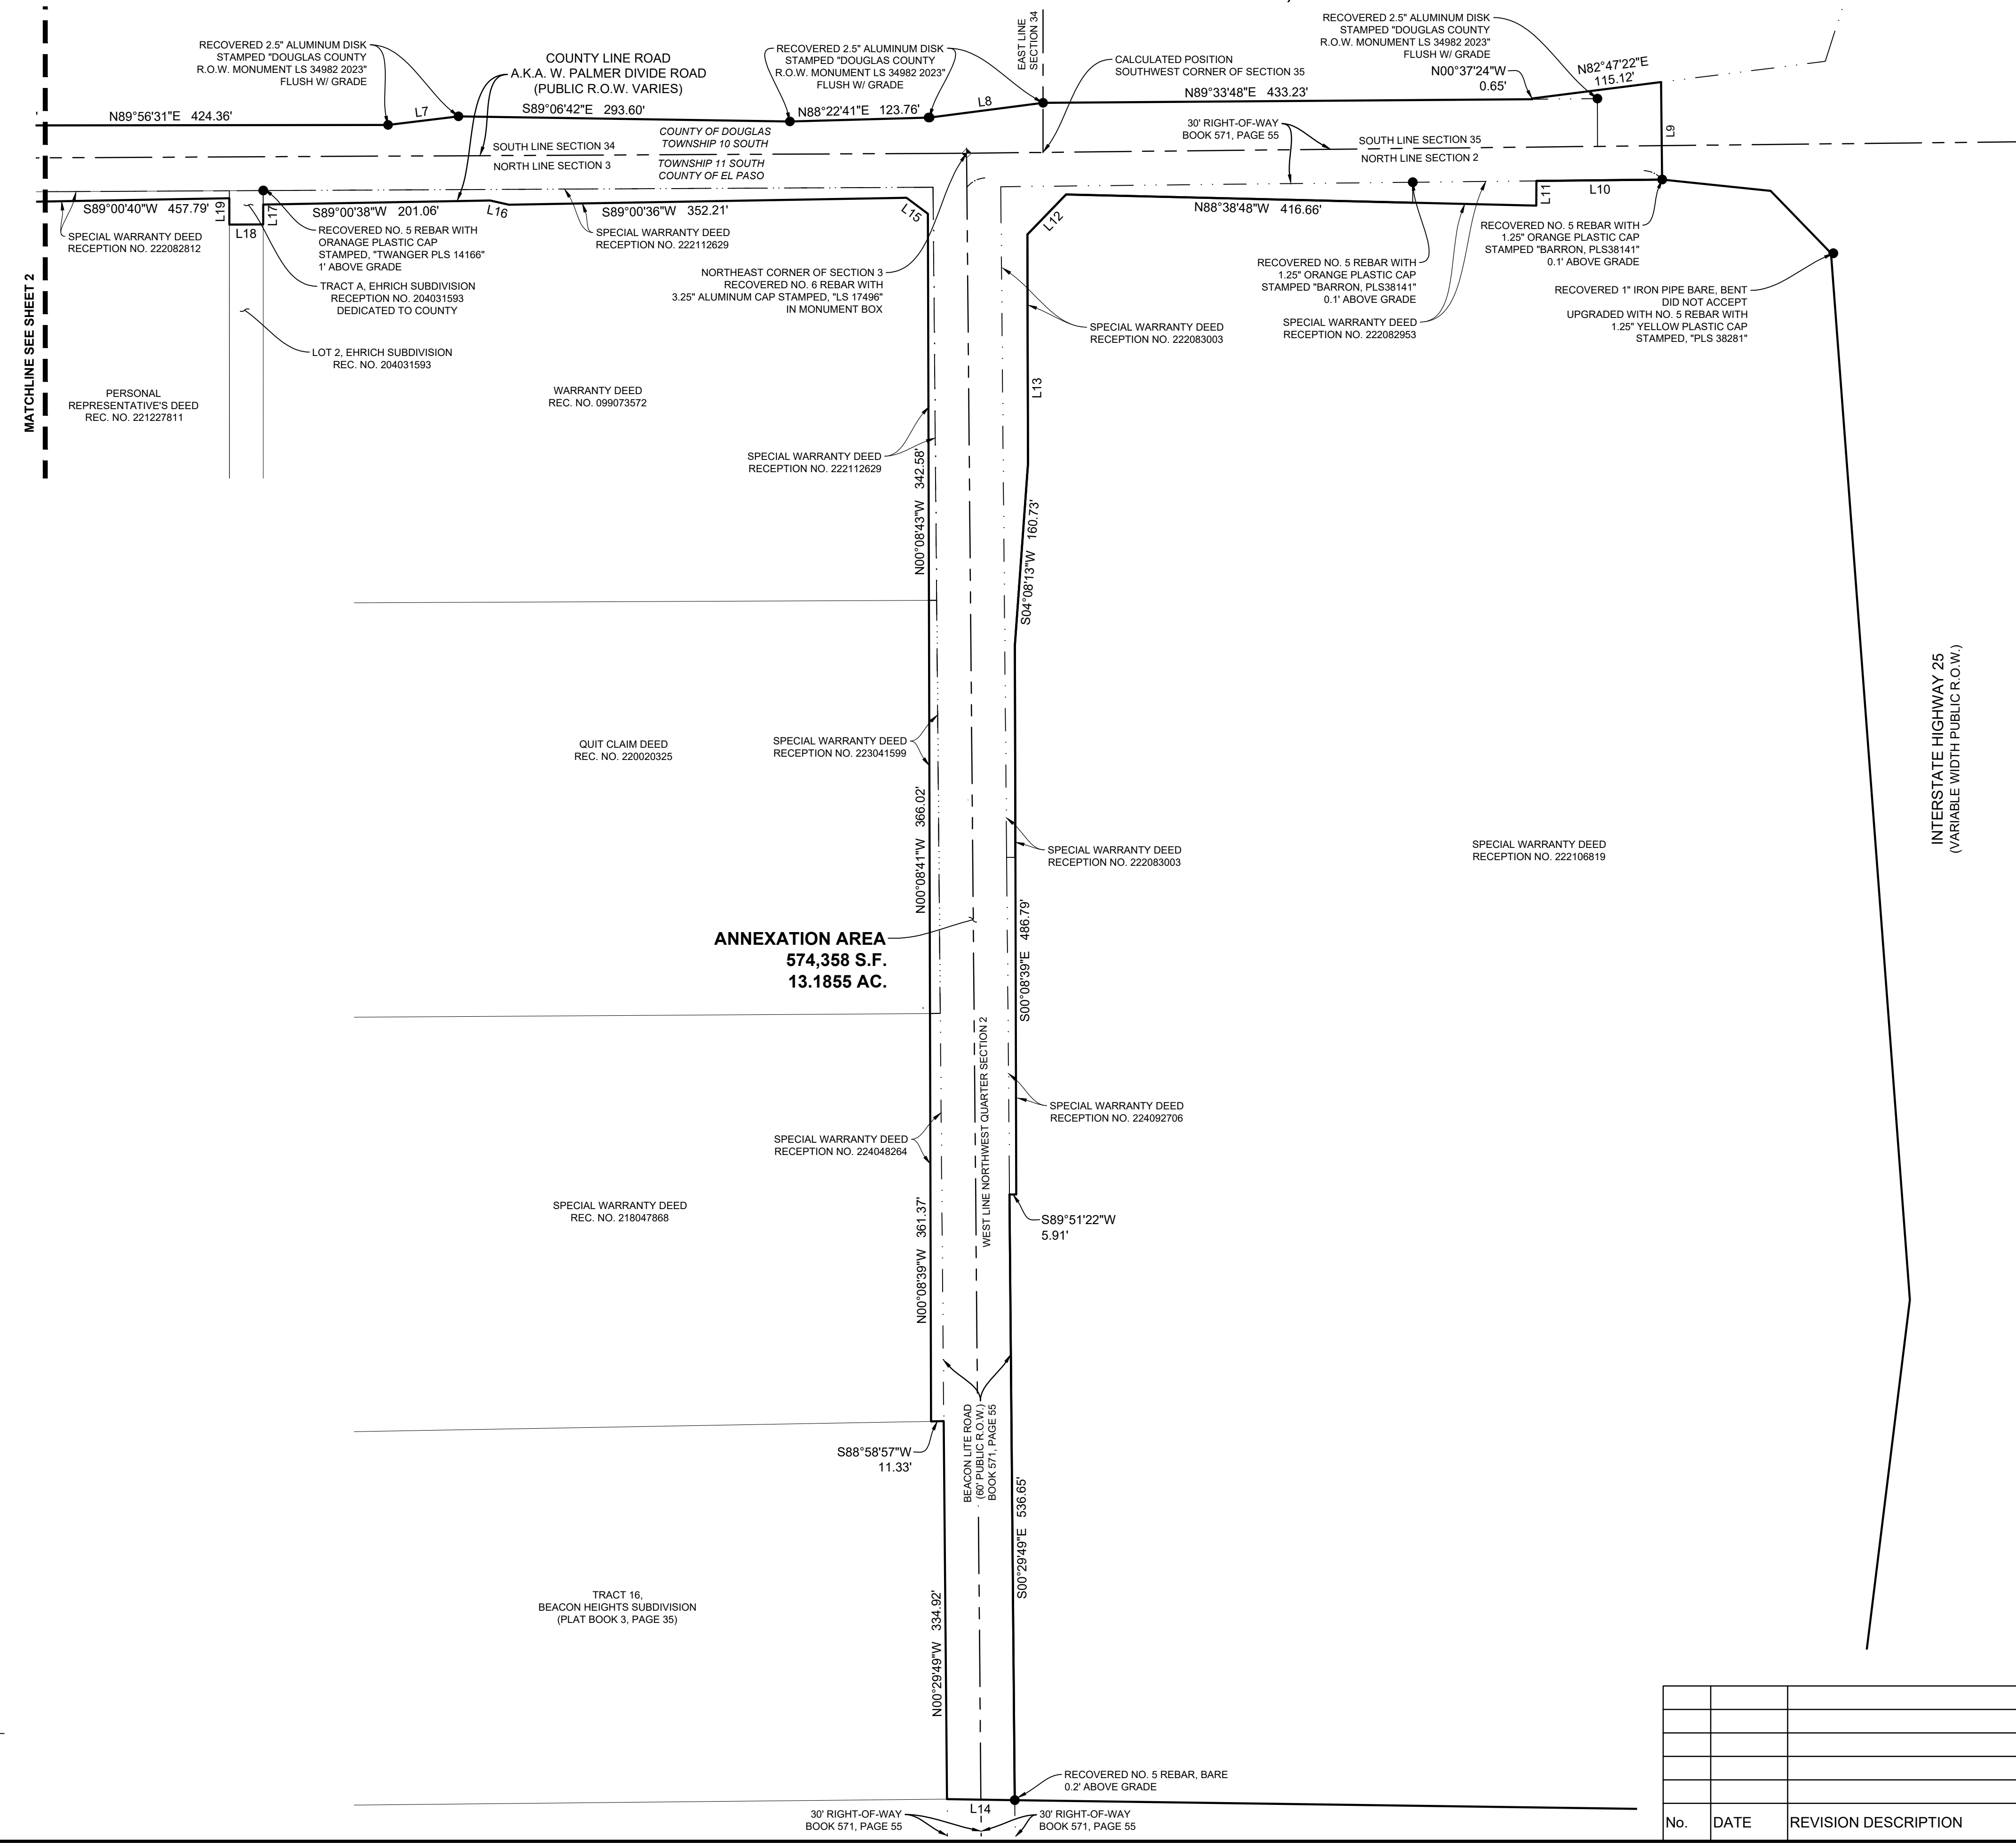 RECOVERED 2.5" ALUMINUM DISK
STAMPED "DOUGLAS COUNTY
R.O.W. MONUMENT LS 34982 2023"
FLUSH W/ GRADE
COUNTY LINE ROAD
A.K.A. W. PALMER DIVIDE ROAD
(PUBLIC R.O.W. VARIES)
RECOVERED 2.5" ALUMINUM DISK
STAMPED "DOUGLAS COUNTY
R.O.W. MONUMENT LS 34982 2023"
FLUSH W/ GRADE
EAST LINE
SECTION 34
CALCULATED POSITION
SOUTHWEST CORNER OF SECTION 35
RECOVERED 2.5" ALUMINUM DISK
STAMPED "DOUGLAS COUNTY
R.O.W. MONUMENT LS 34982 2023"
FLUSH W/ GRADE
N00°37'24"W
0.65'
N82°47'22"E
115.12'
N89°56'31"E 424.36'
L7
S89°06'42"E 293.60'
N88°22'41"E 123.76'
L8
N89°33'48"E 433.23'
L9
COUNTY OF DOUGLAS
TOWNSHIP 10 SOUTH
TOWNSHIP 11 SOUTH
COUNTY OF EL PASO
SOUTH LINE SECTION 34
NORTH LINE SECTION 3
30' RIGHT-OF-WAY
BOOK 571, PAGE 55
SOUTH LINE SECTION 35
NORTH LINE SECTION 2
S89°00'40"W 457.79'
L19
L18
L17
S89°00'38"W 201.06'
L16
S89°00'36"W 352.21'
L15
L12
N88°38'48"W 416.66'
L11
L10
SPECIAL WARRANTY DEED
RECEPTION NO. 222082812
RECOVERED NO. 5 REBAR WITH
ORANAGE PLASTIC CAP
STAMPED, "TWANGER PLS 14166"
1' ABOVE GRADE
SPECIAL WARRANTY DEED
RECEPTION NO. 222112629
NORTHEAST CORNER OF SECTION 3
RECOVERED NO. 6 REBAR WITH
3.25" ALUMINUM CAP STAMPED, "LS 17496"
IN MONUMENT BOX
RECOVERED NO. 5 REBAR WITH
1.25" ORANGE PLASTIC CAP
STAMPED "BARRON, PLS38141"
0.1' ABOVE GRADE
RECOVERED NO. 5 REBAR WITH
1.25" ORANGE PLASTIC CAP
STAMPED "BARRON, PLS38141"
0.1' ABOVE GRADE
RECOVERED 1" IRON PIPE BARE, BENT
DID NOT ACCEPT
UPGRADED WITH NO. 5 REBAR WITH
1.25" YELLOW PLASTIC CAP
STAMPED, "PLS 38281"
TRACT A, EHRICH SUBDIVISION
RECEPTION NO. 204031593
DEDICATED TO COUNTY
LOT 2, EHRICH SUBDIVISION
REC. NO. 204031593
MATCHLINE SEE SHEET 2
PERSONAL
REPRESENTATIVE'S DEED
REC. NO. 221227811
WARRANTY DEED
REC. NO. 099073572
SPECIAL WARRANTY DEED
RECEPTION NO. 222083003
SPECIAL WARRANTY DEED
RECEPTION NO. 222082953
L13
SPECIAL WARRANTY DEED
RECEPTION NO. 222112629
N00°08'43"W 342.58'
S04°08'13"W 160.73'
QUIT CLAIM DEED
REC. NO. 220020325
SPECIAL WARRANTY DEED
RECEPTION NO. 223041599
N00°08'41"W 366.02'
SPECIAL WARRANTY DEED
RECEPTION NO. 222083003
SPECIAL WARRANTY DEED
RECEPTION NO. 222106819
INTERSTATE HIGHWAY 25
(VARIABLE WIDTH PUBLIC R.O.W.)
ANNEXATION AREA
574,358 S.F.
13.1855 AC.
S00°08'39"E 486.79'
WEST LINE NORTHWEST QUARTER SECTION 2
SPECIAL WARRANTY DEED
RECEPTION NO. 224092706
SPECIAL WARRANTY DEED
RECEPTION NO. 224048264
SPECIAL WARRANTY DEED
REC. NO. 218047868
N00°08'39"W 361.37'
S89°51'22"W
5.91'
S88°58'57"W
11.33'
BEACON LITE ROAD
(60' PUBLIC R.O.W.)
BOOK 571, PAGE 55
S00°29'49"E 536.65'
TRACT 16,
BEACON HEIGHTS SUBDIVISION
(PLAT BOOK 3, PAGE 35)
N00°29'49"W 334.92'
RECOVERED NO. 5 REBAR, BARE
0.2' ABOVE GRADE
L14
30' RIGHT-OF-WAY
BOOK 571, PAGE 55
30' RIGHT-OF-WAY
BOOK 571, PAGE 55
No. DATE REVISION DESCRIPTION